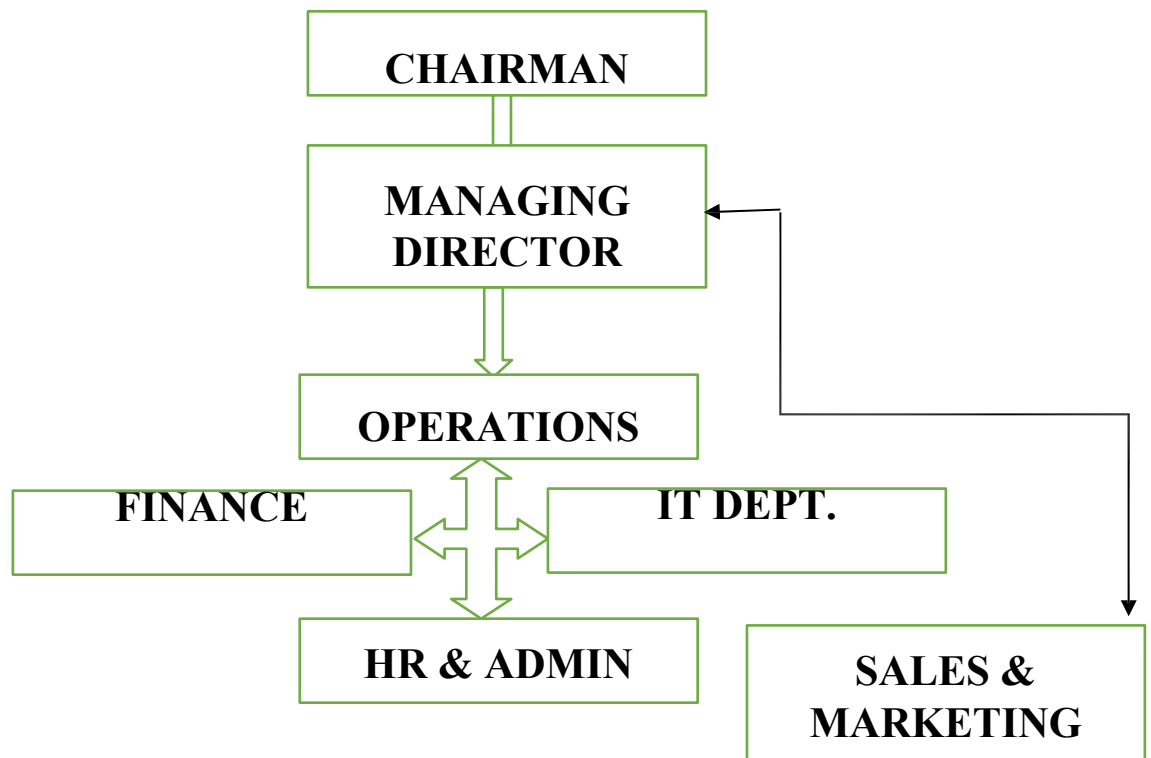 CHAIRMAN
MANAGING
DIRECTOR
OPERATIONS
FINANCE
IT DEPT.
HR & ADMIN
SALES &
MARKETING